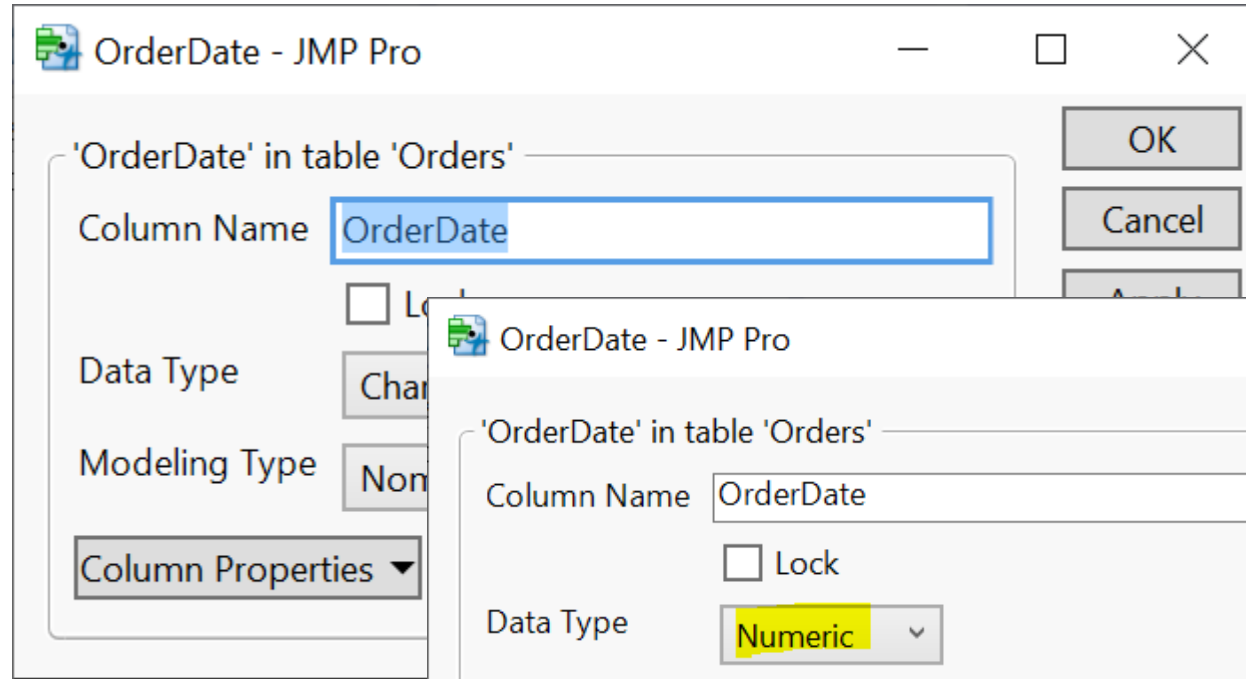 OrderDate - JMP Pro
'OrderDate' in table 'Orders'
Column Name OrderDate
Data Type
Modeling Type
Column Properties
OK
Cancel
OrderDate - JMP Pro
'OrderDate' in table 'Orders'
Column Name OrderDate
Lock
Data Type Numeric